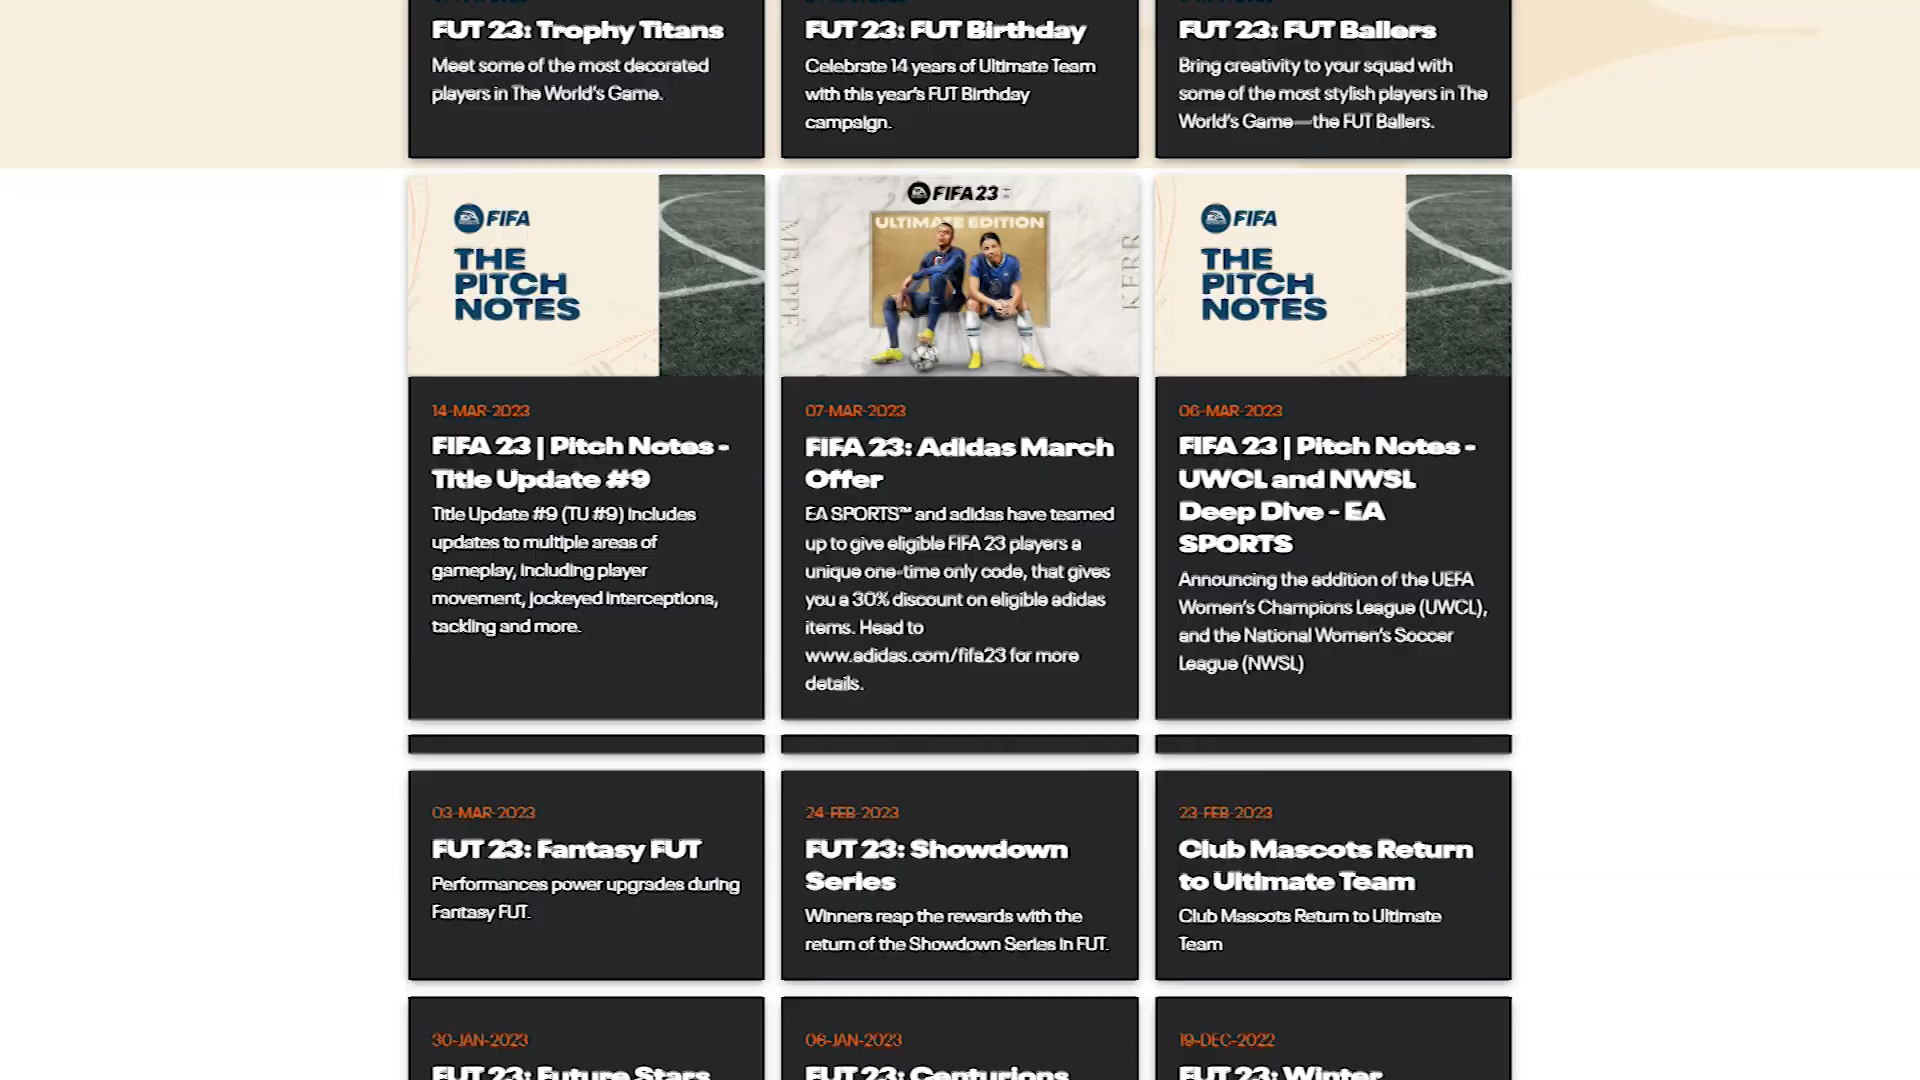 FUT 23: Trophy Titans
Meet some of the most decorated
players in The World's Game.
FUT 23: FUT Birthday
Celebrate 14 years of Ultimate Team
with this year's FUT Birthday
campaign.
FUT 23: FUT Ballers
Bring creativity to your squad with
some of the most stylish players in The
World's Game—the FUT Ballers.
FIFA
THE
PITCH
NOTES
14-MAR-2023
FIFA 23 | Pitch Notes -
Title Update #9
Title Update #9 (TU #9) includes
updates to multiple areas of
gameplay, including player
movement, jockeyed interceptions,
tackling and more.
FIFA 23
ULTIMATE EDITION
MBAPPÉ
KERR
07-MAR-2023
FIFA 23: Adidas March
Offer
EA SPORTS™ and adidas have teamed
up to give eligible FIFA 23 players a
unique one-time only code, that gives
you a 30% discount on eligible adidas
items. Head to
www.adidas.com/fifa23 for more
details.
FIFA
THE
PITCH
NOTES
06-MAR-2023
FIFA 23 | Pitch Notes -
UWCL and NWSL
Deep Dive - EA
SPORTS
Announcing the addition of the UEFA
Women's Champions League (UWCL),
and the National Women's Soccer
League (NWSL)
03-MAR-2023
FUT 23: Fantasy FUT
Performances power upgrades during
Fantasy FUT.
24-FEB-2023
FUT 23: Showdown
Series
Winners reap the rewards with the
return of the Showdown Series in FUT.
23-FEB-2023
Club Mascots Return
to Ultimate Team
Club Mascots Return to Ultimate
Team
30-JAN-2023
FUT 23: Future Stars
06-JAN-2023
FUT 23: Centurions
19-DEC-2022
FUT 23: Winter